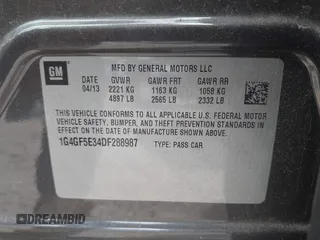 GM
MFD BY GENERAL MOTORS LLC
DATE GVWR GAWR FRT GAWR RR
04/13 2221 KG 1163 KG 1058 KG
4897 LB 2565 LB 2332 LB
THIS VEHICLE CONFORMS TO ALL APPLICABLE U.S. FEDERAL MOTOR
VEHICLE SAFETY, BUMPER, AND THEFT PREVENTION STANDARDS IN EFFECT
ON THE DATE OF MANUFACTURE SHOWN ABOVE.
1G4GF5E34DF288987 TYPE: PASS CAR
DREAMBID